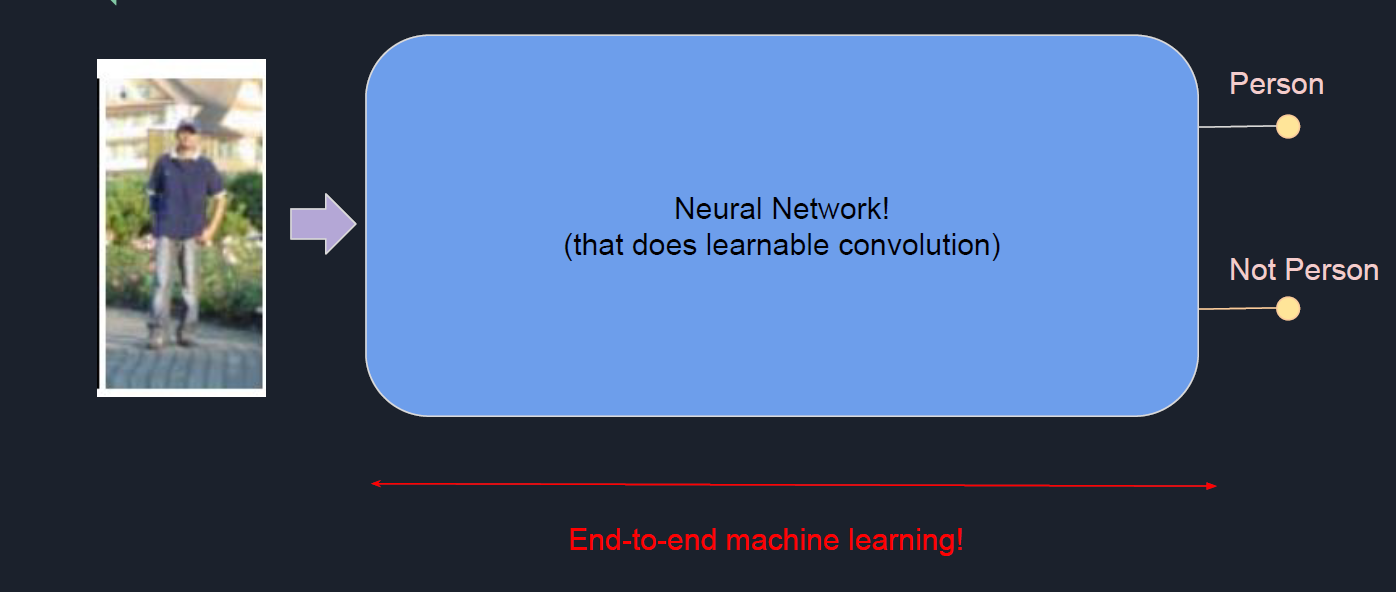 Person
Neural Network!
(that does learnable convolution)
Not Person
End-to-end machine learning!